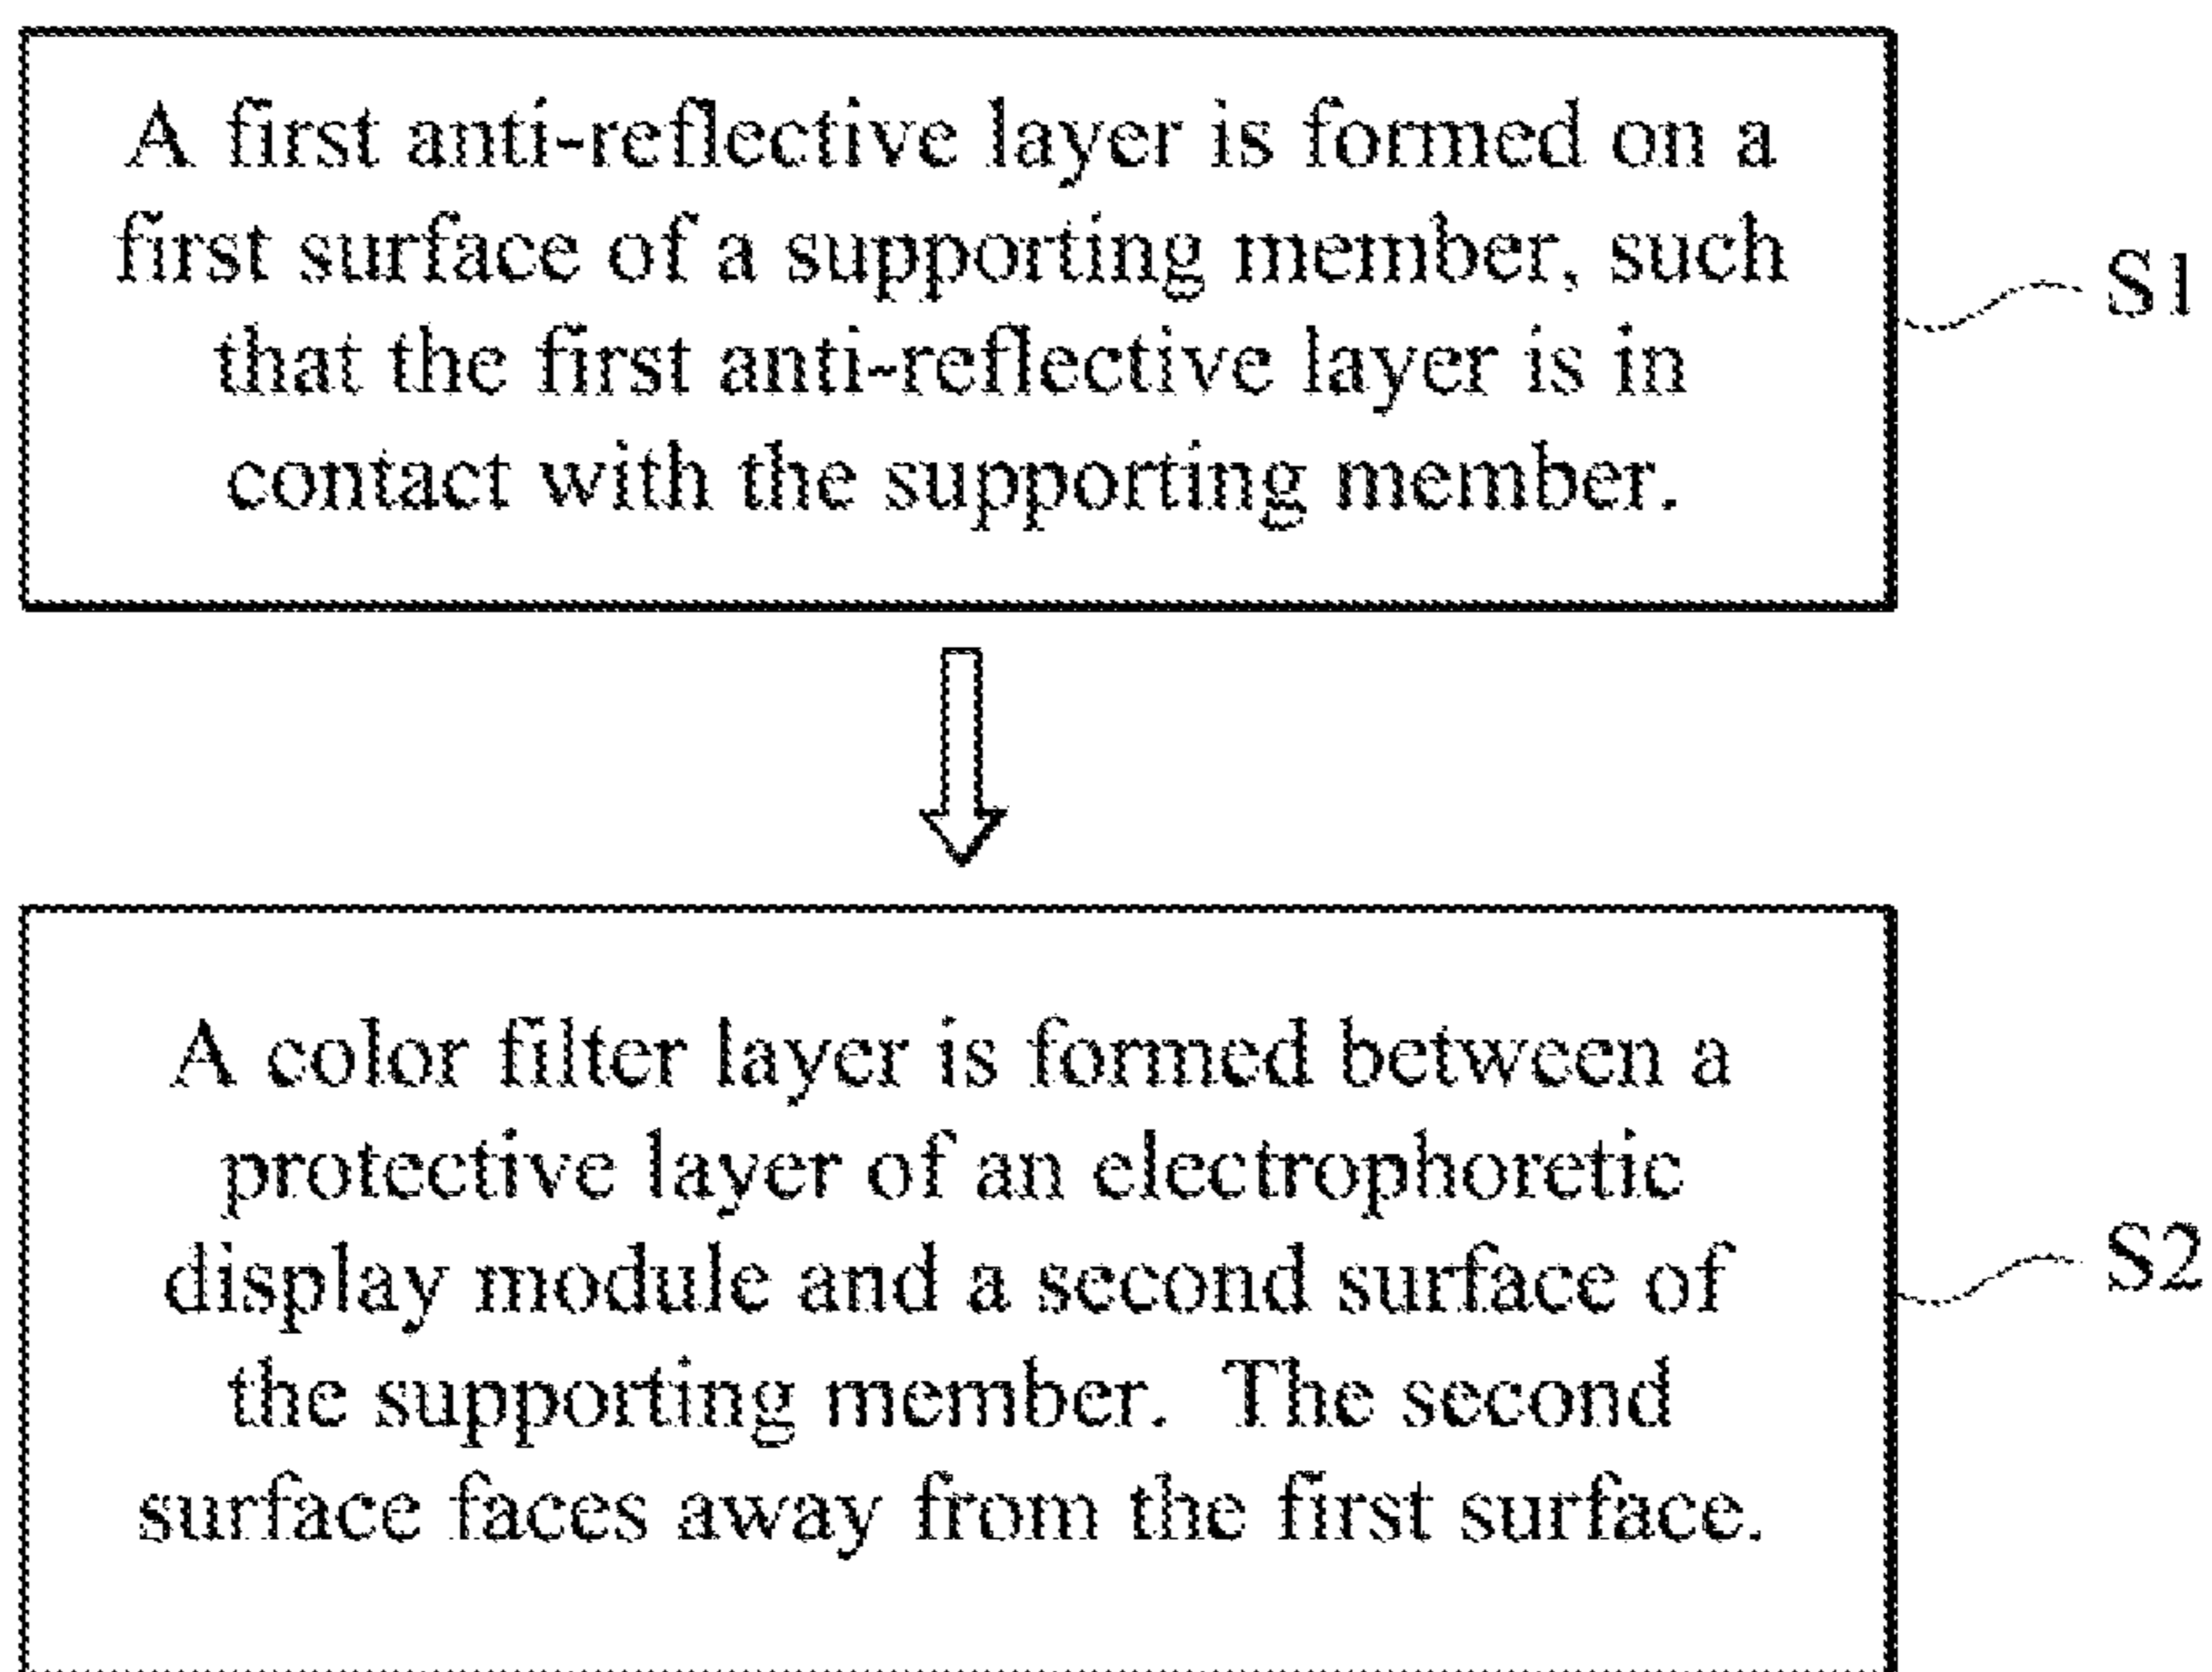 A first anti-reflective layer is formed on a
first surface of a supporting member, such
that the first anti-reflective layer is in
contact with the supporting member.
S1
A color filter layer is formed between a
protective layer of an electrophoretic
display module and a second surface of
the supporting member. The second
surface faces away from the first surface.
S2